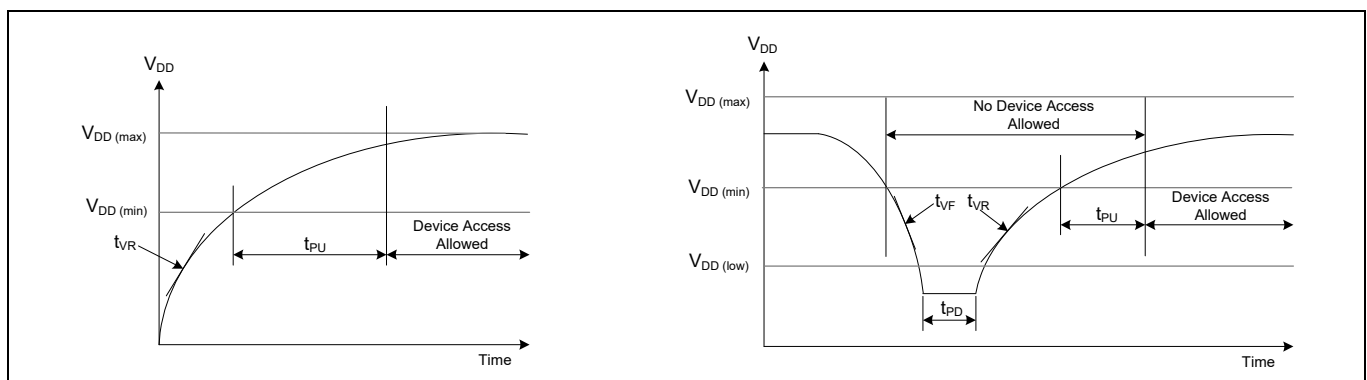 VDD
VDD (max)
VDD (min)
tVR
tPU
Device Access
Allowed
Time
VDD
VDD (max)
No Device Access
Allowed
VDD (min)
tVF
tVR
tPU
Device Access
Allowed
VDD (low)
tPD
Time